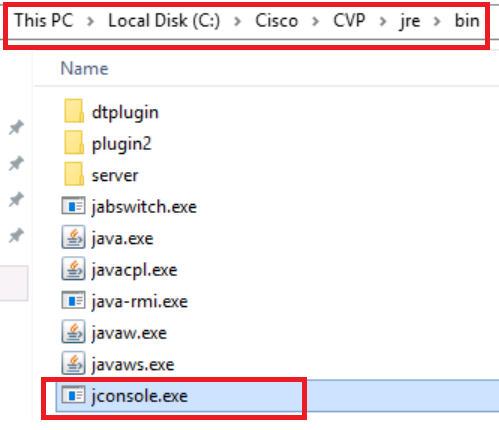 This PC > Local Disk (C:) > Cisco > CVP > jre > bin
Name
dtplugin
plugin2
server
jabswitch.exe
java.exe
javacpl.exe
java-rmi.exe
javaw.exe
javaws.exe
jconsole.exe